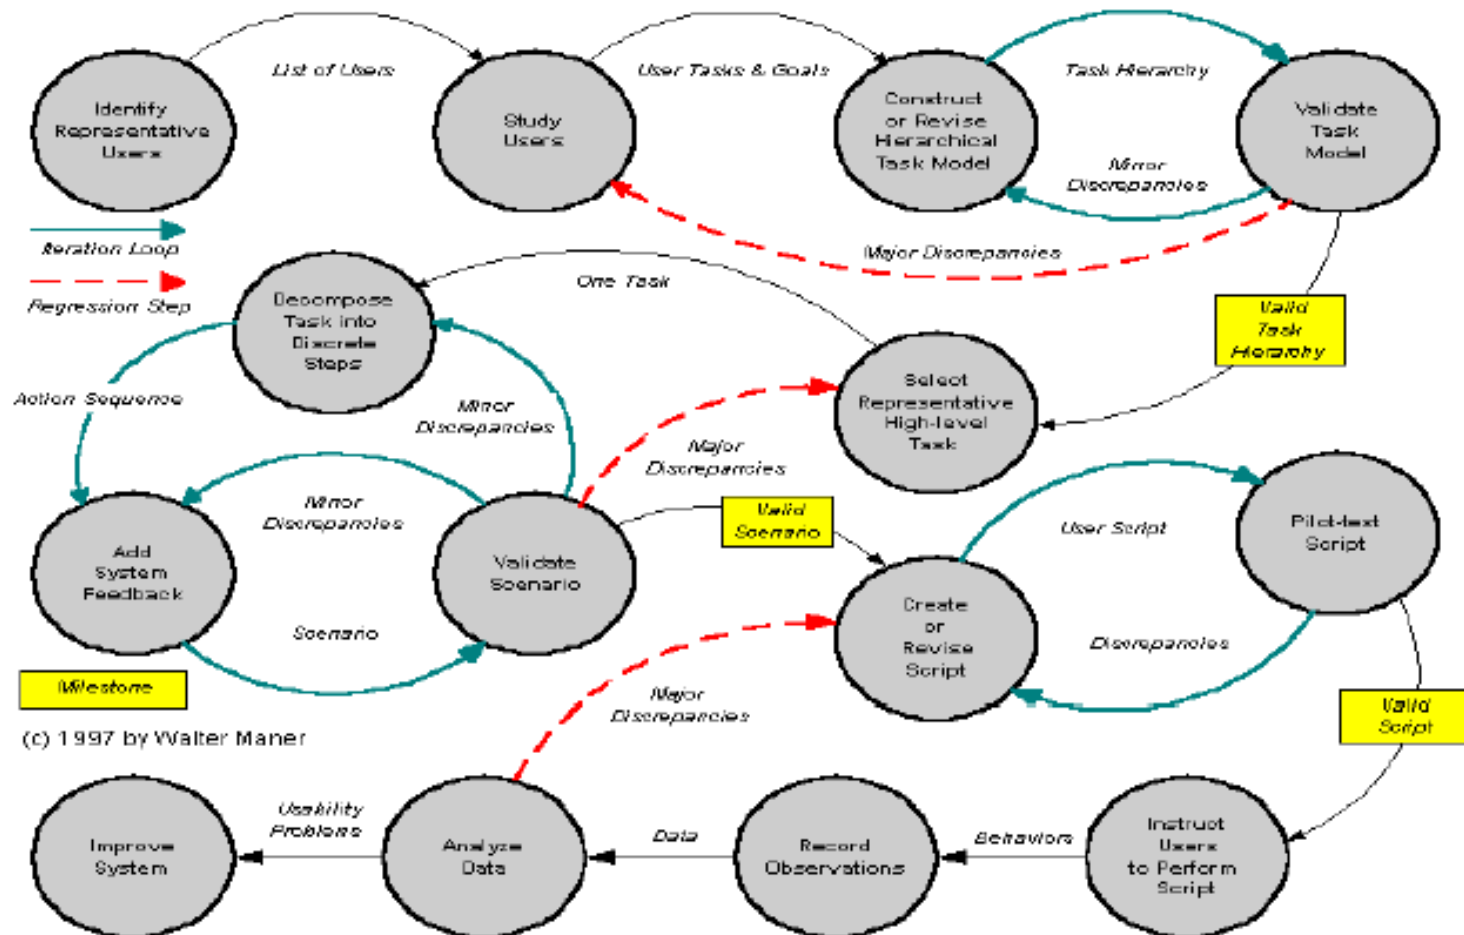 List of Users
User Tasks & Goals
Task Hierarchy
Identify
Representative
Users
Study
Users
Construct
or Revise
Hierarchical
Task Model
Validate
Task
Model
Minor
Discrepancies
Iteration Loop
Major Discrepancies
Regression Step
One Task
Decompose
Task into
Discrete
Steps
Valid
Task
Hierarchy
Action Sequence
Minor
Discrepancies
Select
Representative
High-level
Task
Major
Discrepancies
Minor
Discrepancies
Valid
Scenario
User Script
Pilot-test
Script
Add
System
Feedback
Validate
Scenario
Scenario
Create
or
Revise
Script
Discrepancies
Milestone
Major
Discrepancies
Valid
Script
(c) 1997 by Walter Maner
Usability
Problems
Data
Behaviors
Improve
System
Analyze
Data
Record
Observations
Instruct
Users
to Perform
Script